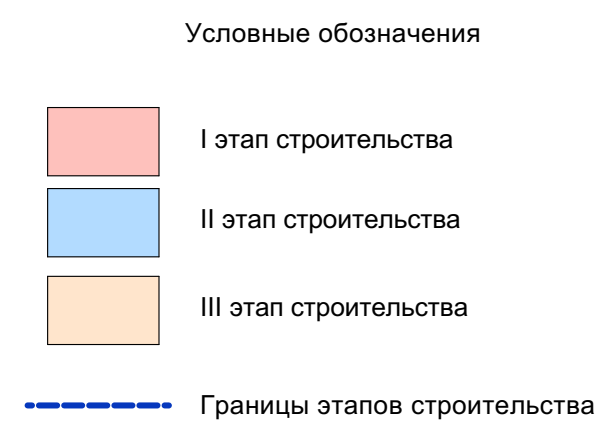 Условные обозначения
I этап строительства
II этап строительства
III этап строительства
Границы этапов строительства